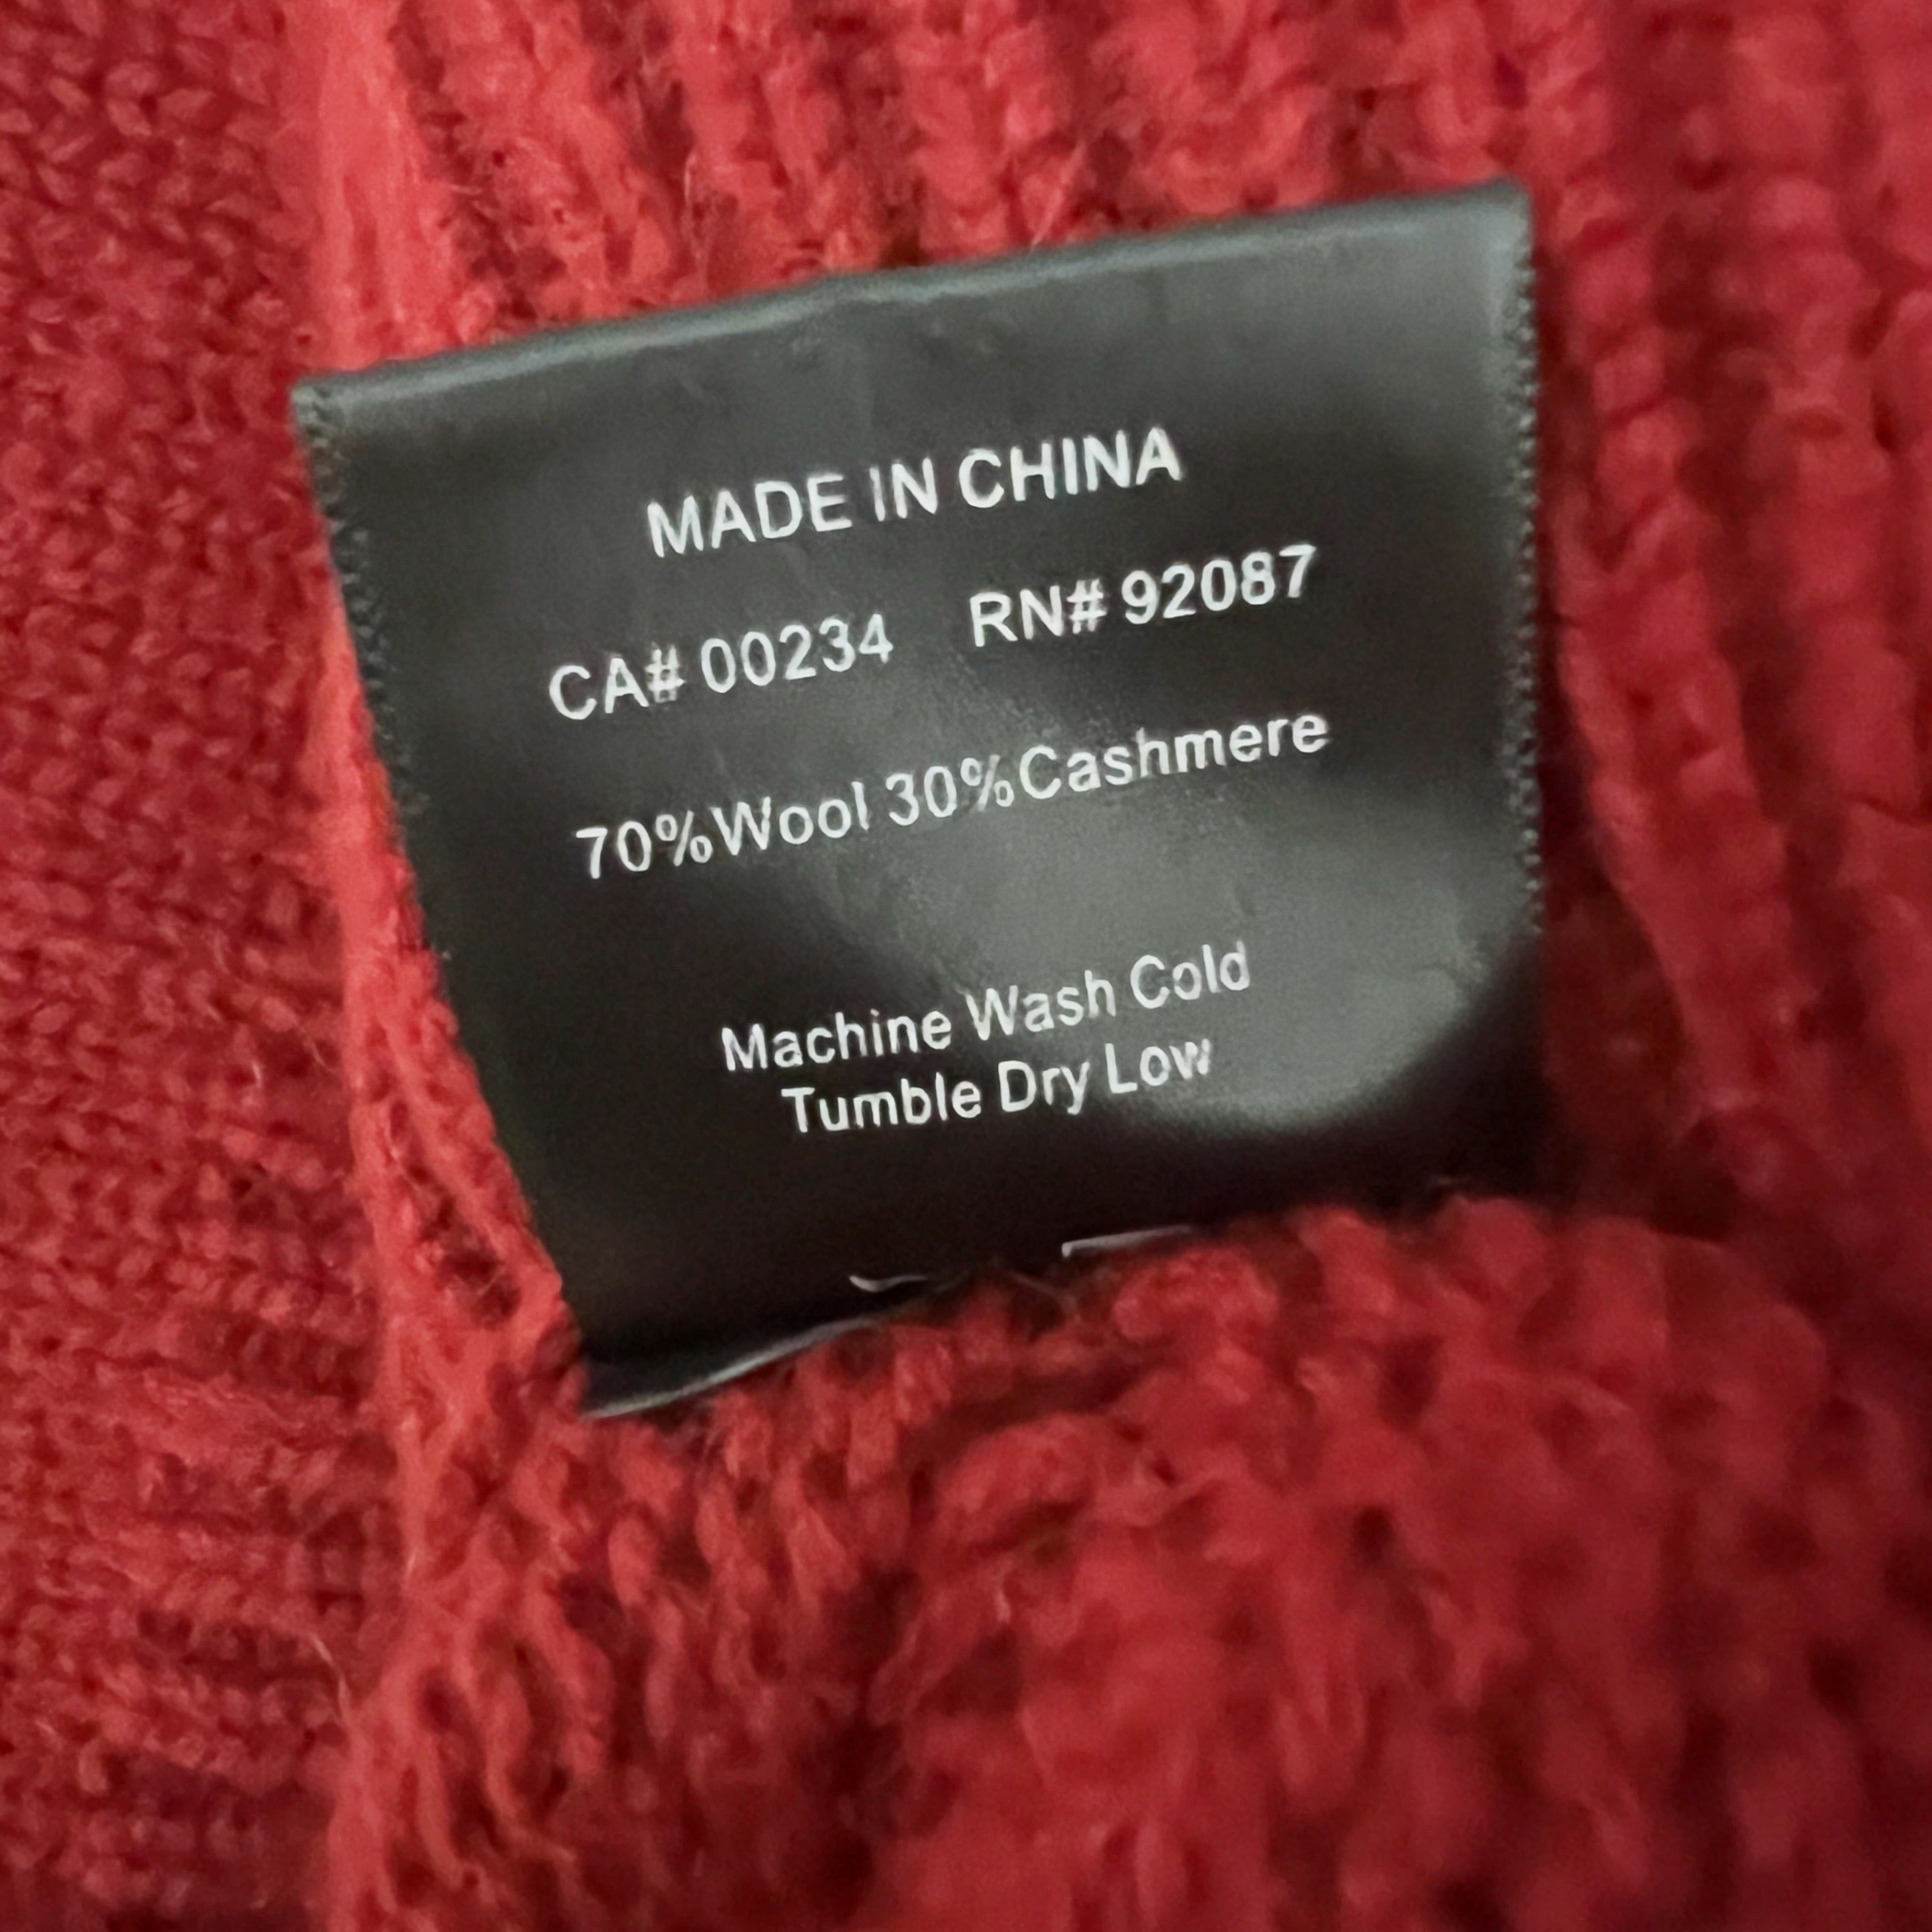 MADE IN CHINA
CA# 00234 RN# 92087
70%Wool 30%Cashmere
Machine Wash Cold
Tumble Dry Low